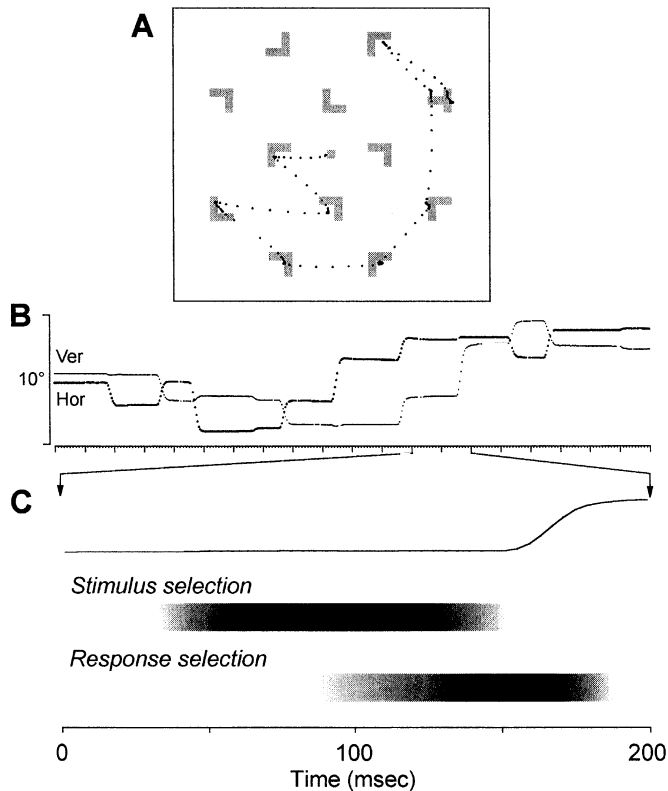 A
B
Ver
10°
Hor
C
Stimulus selection
Response selection
0 100 200
Time (msec)